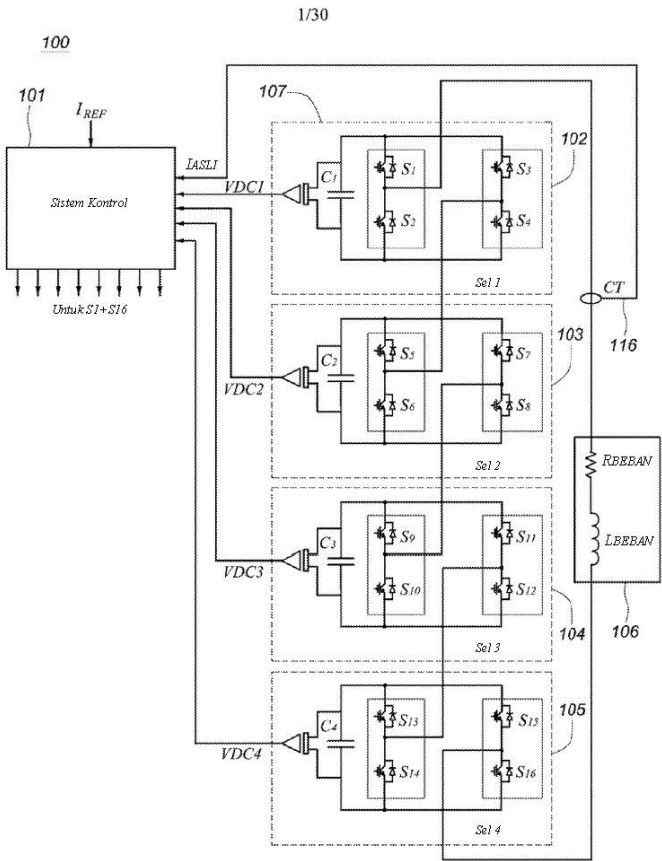 1/30
100
101
IREF
107
102
IASLI
VDC1
C1
S1
S3
Sistem Kontrol
S2
S4
Untuk S1+S16
Sel 1
CT
116
103
C2
S5
S7
VDC2
S6
S8
Sel 2
RBEBAN
LBEBAN
106
C3
S9
S11
VDC3
S10
S12
104
Sel 3
105
C4
S13
S15
VDC4
S14
S16
Sel 4